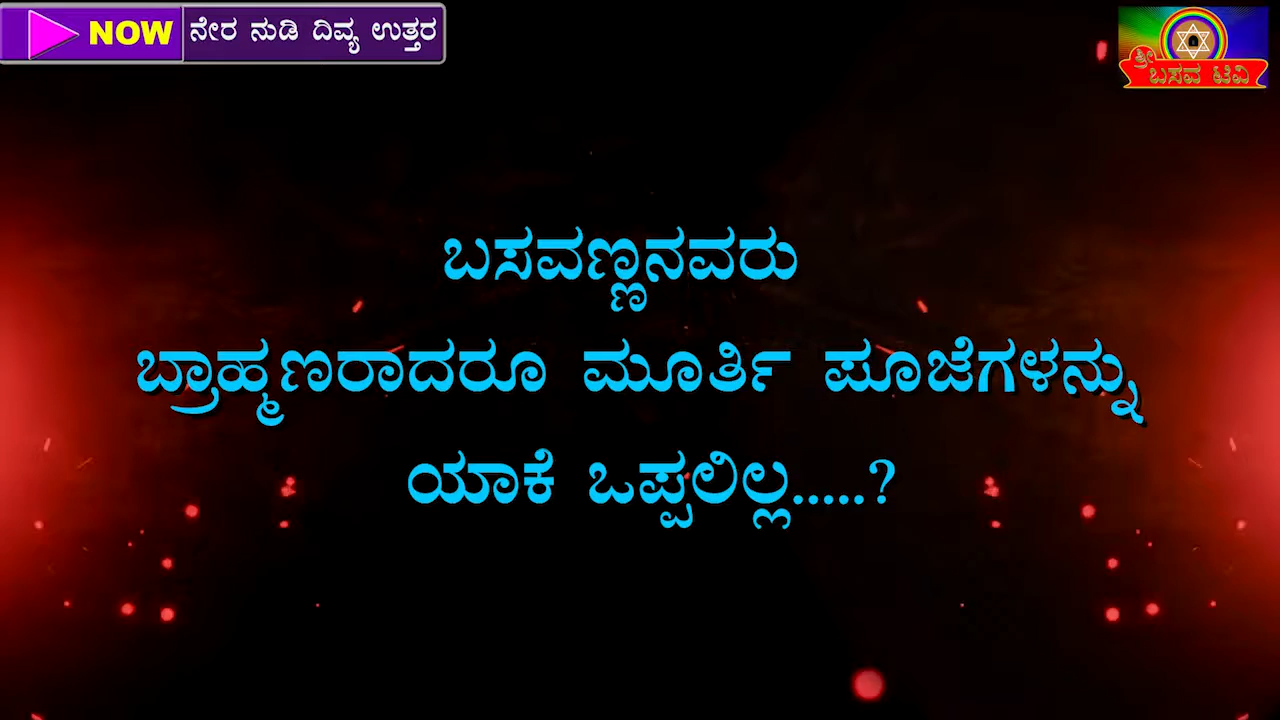 NOW ನೇರ ನುಡಿ ದಿವ್ಯ ಉತ್ತರ
ಶ್ರೀ
ಬಸವ ಟಿವಿ
ಬಸವಣ್ಣನವರು
ಬ್ರಾಹ್ಮಣರಾದರೂ ಮೂರ್ತಿ ಪೂಜೆಗಳನ್ನು
ಯಾಕೆ ಒಪ್ಪಲಿಲ್ಲ.....?